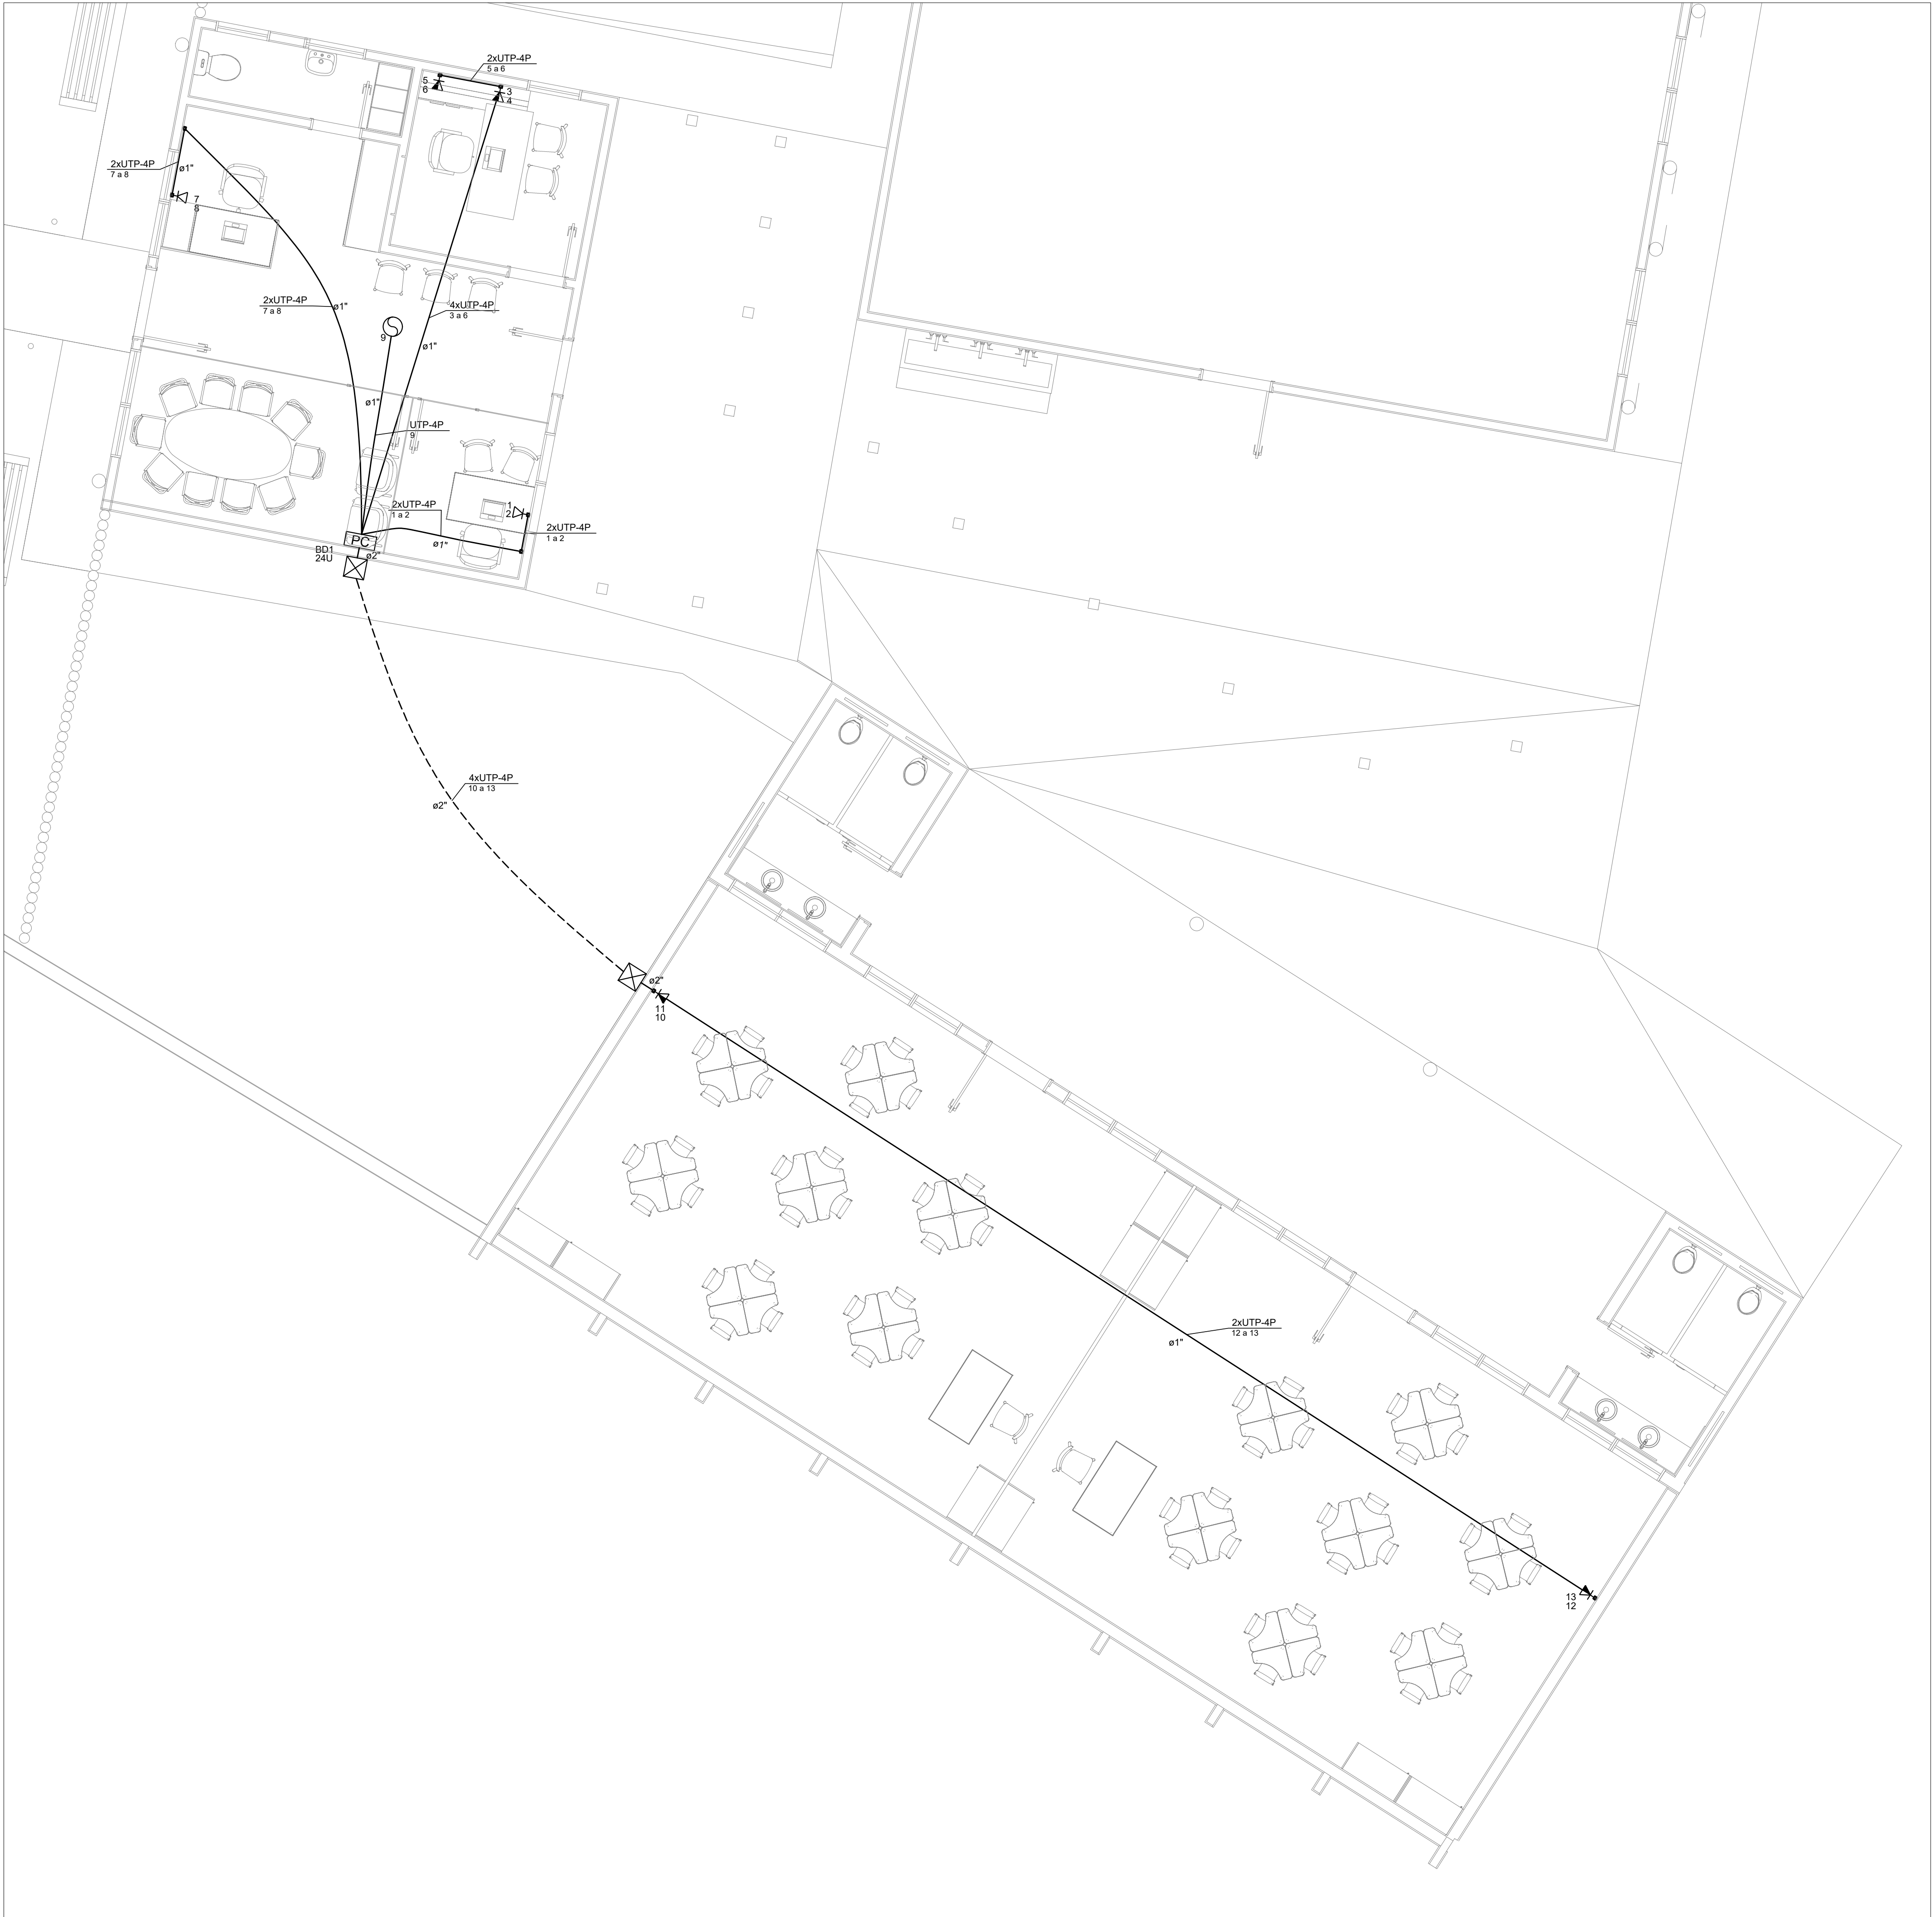 2xUTP-4P
5 a 6
5
6
3
4
2xUTP-4P
7 a 8
ø1"
7
8
2xUTP-4P
7 a 8
ø1"
4xUTP-4P
3 a 6
9
ø1"
ø1"
UTP-4P
9
2xUTP-4P
1 a 2
1
2
2xUTP-4P
1 a 2
PC
ø1"
BD1
24U
ø2"
4xUTP-4P
10 a 13
ø2"
ø2"
11
10
2xUTP-4P
12 a 13
ø1"
13
12